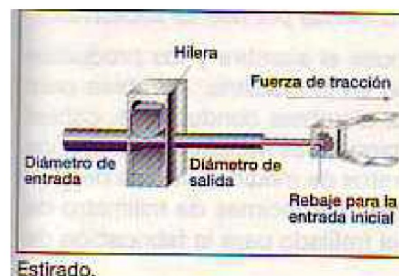 Hilera
Fuerza de tracción
Diámetro de
entrada
Diámetro de
salida
Rebaje para la
entrada inicial
Estirado.